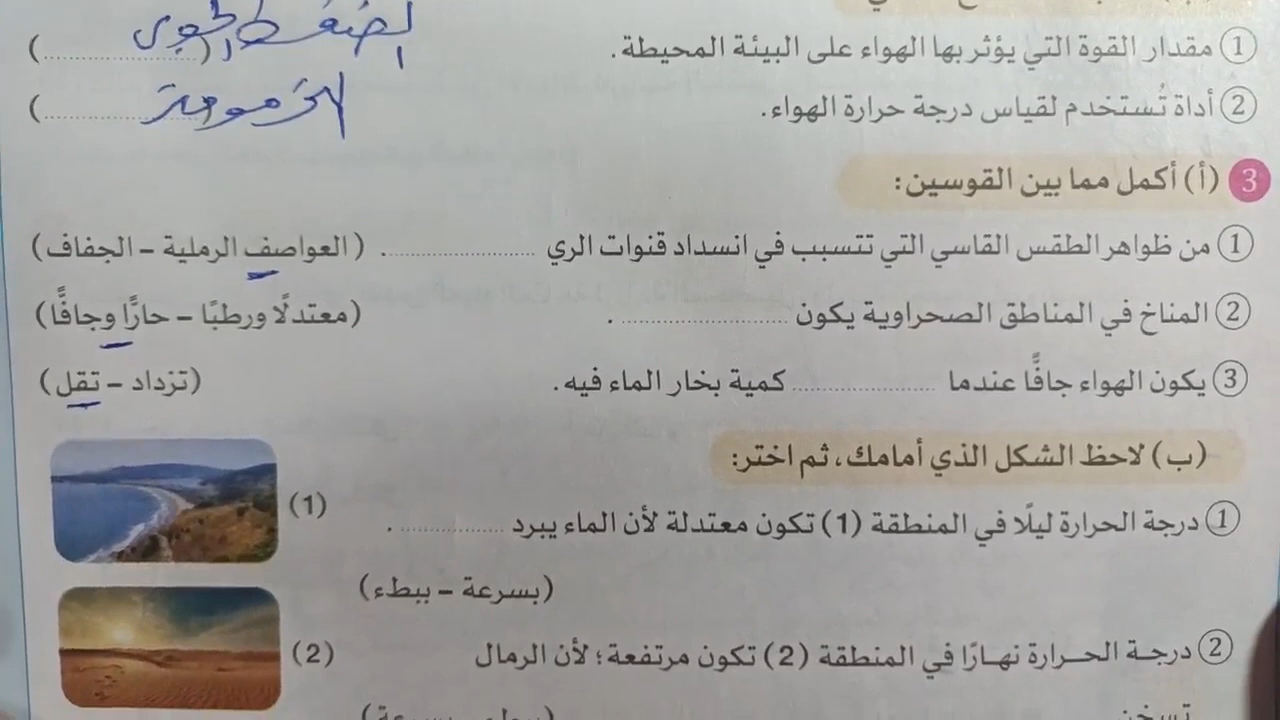 الضغط الجوى
① مقدار القوة التي يؤثر بها الهواء على البيئة المحيطة. (....................)
الترمومتر
② أداة تُستخدم لقياس درجة حرارة الهواء. (....................)
3 (أ) أكمل مما بين القوسين:
① من ظواهر الطقس القاسي التي تتسبب في انسداد قنوات الري .................... . (العواصف الرملية – الجفاف)
② المناخ في المناطق الصحراوية يكون .................... . (معتدلًا ورطبًا – حارًّا وجافًّا)
③ يكون الهواء جافًّا عندما .................... كمية بخار الماء فيه. (تزداد – تقل)
(ب) لاحظ الشكل الذي أمامك، ثم اختر:
(1)
① درجة الحرارة ليلًا في المنطقة (1) تكون معتدلة لأن الماء يبرد .............. .
(بسرعة – ببطء)
② درجة الحرارة نهارًا في المنطقة (2) تكون مرتفعة؛ لأن الرمال
(2)
تسخن